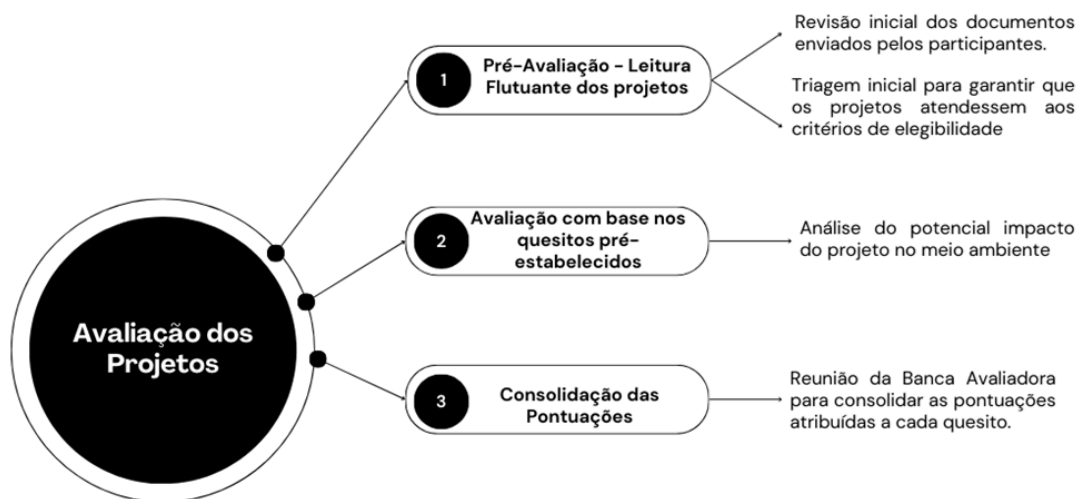 Avaliação dos
Projetos
1
Pré-Avaliação - Leitura
Flutuante dos projetos
Revisão inicial dos documentos
enviados pelos participantes.
Triagem inicial para garantir que
os projetos atendessem aos
critérios de elegibilidade
2
Avaliação com base nos
quesitos pré-
estabelecidos
Análise do potencial impacto
do projeto no meio ambiente
3
Consolidação das
Pontuações
Reunião da Banca Avaliadora
para consolidar as pontuações
atribuídas a cada quesito.